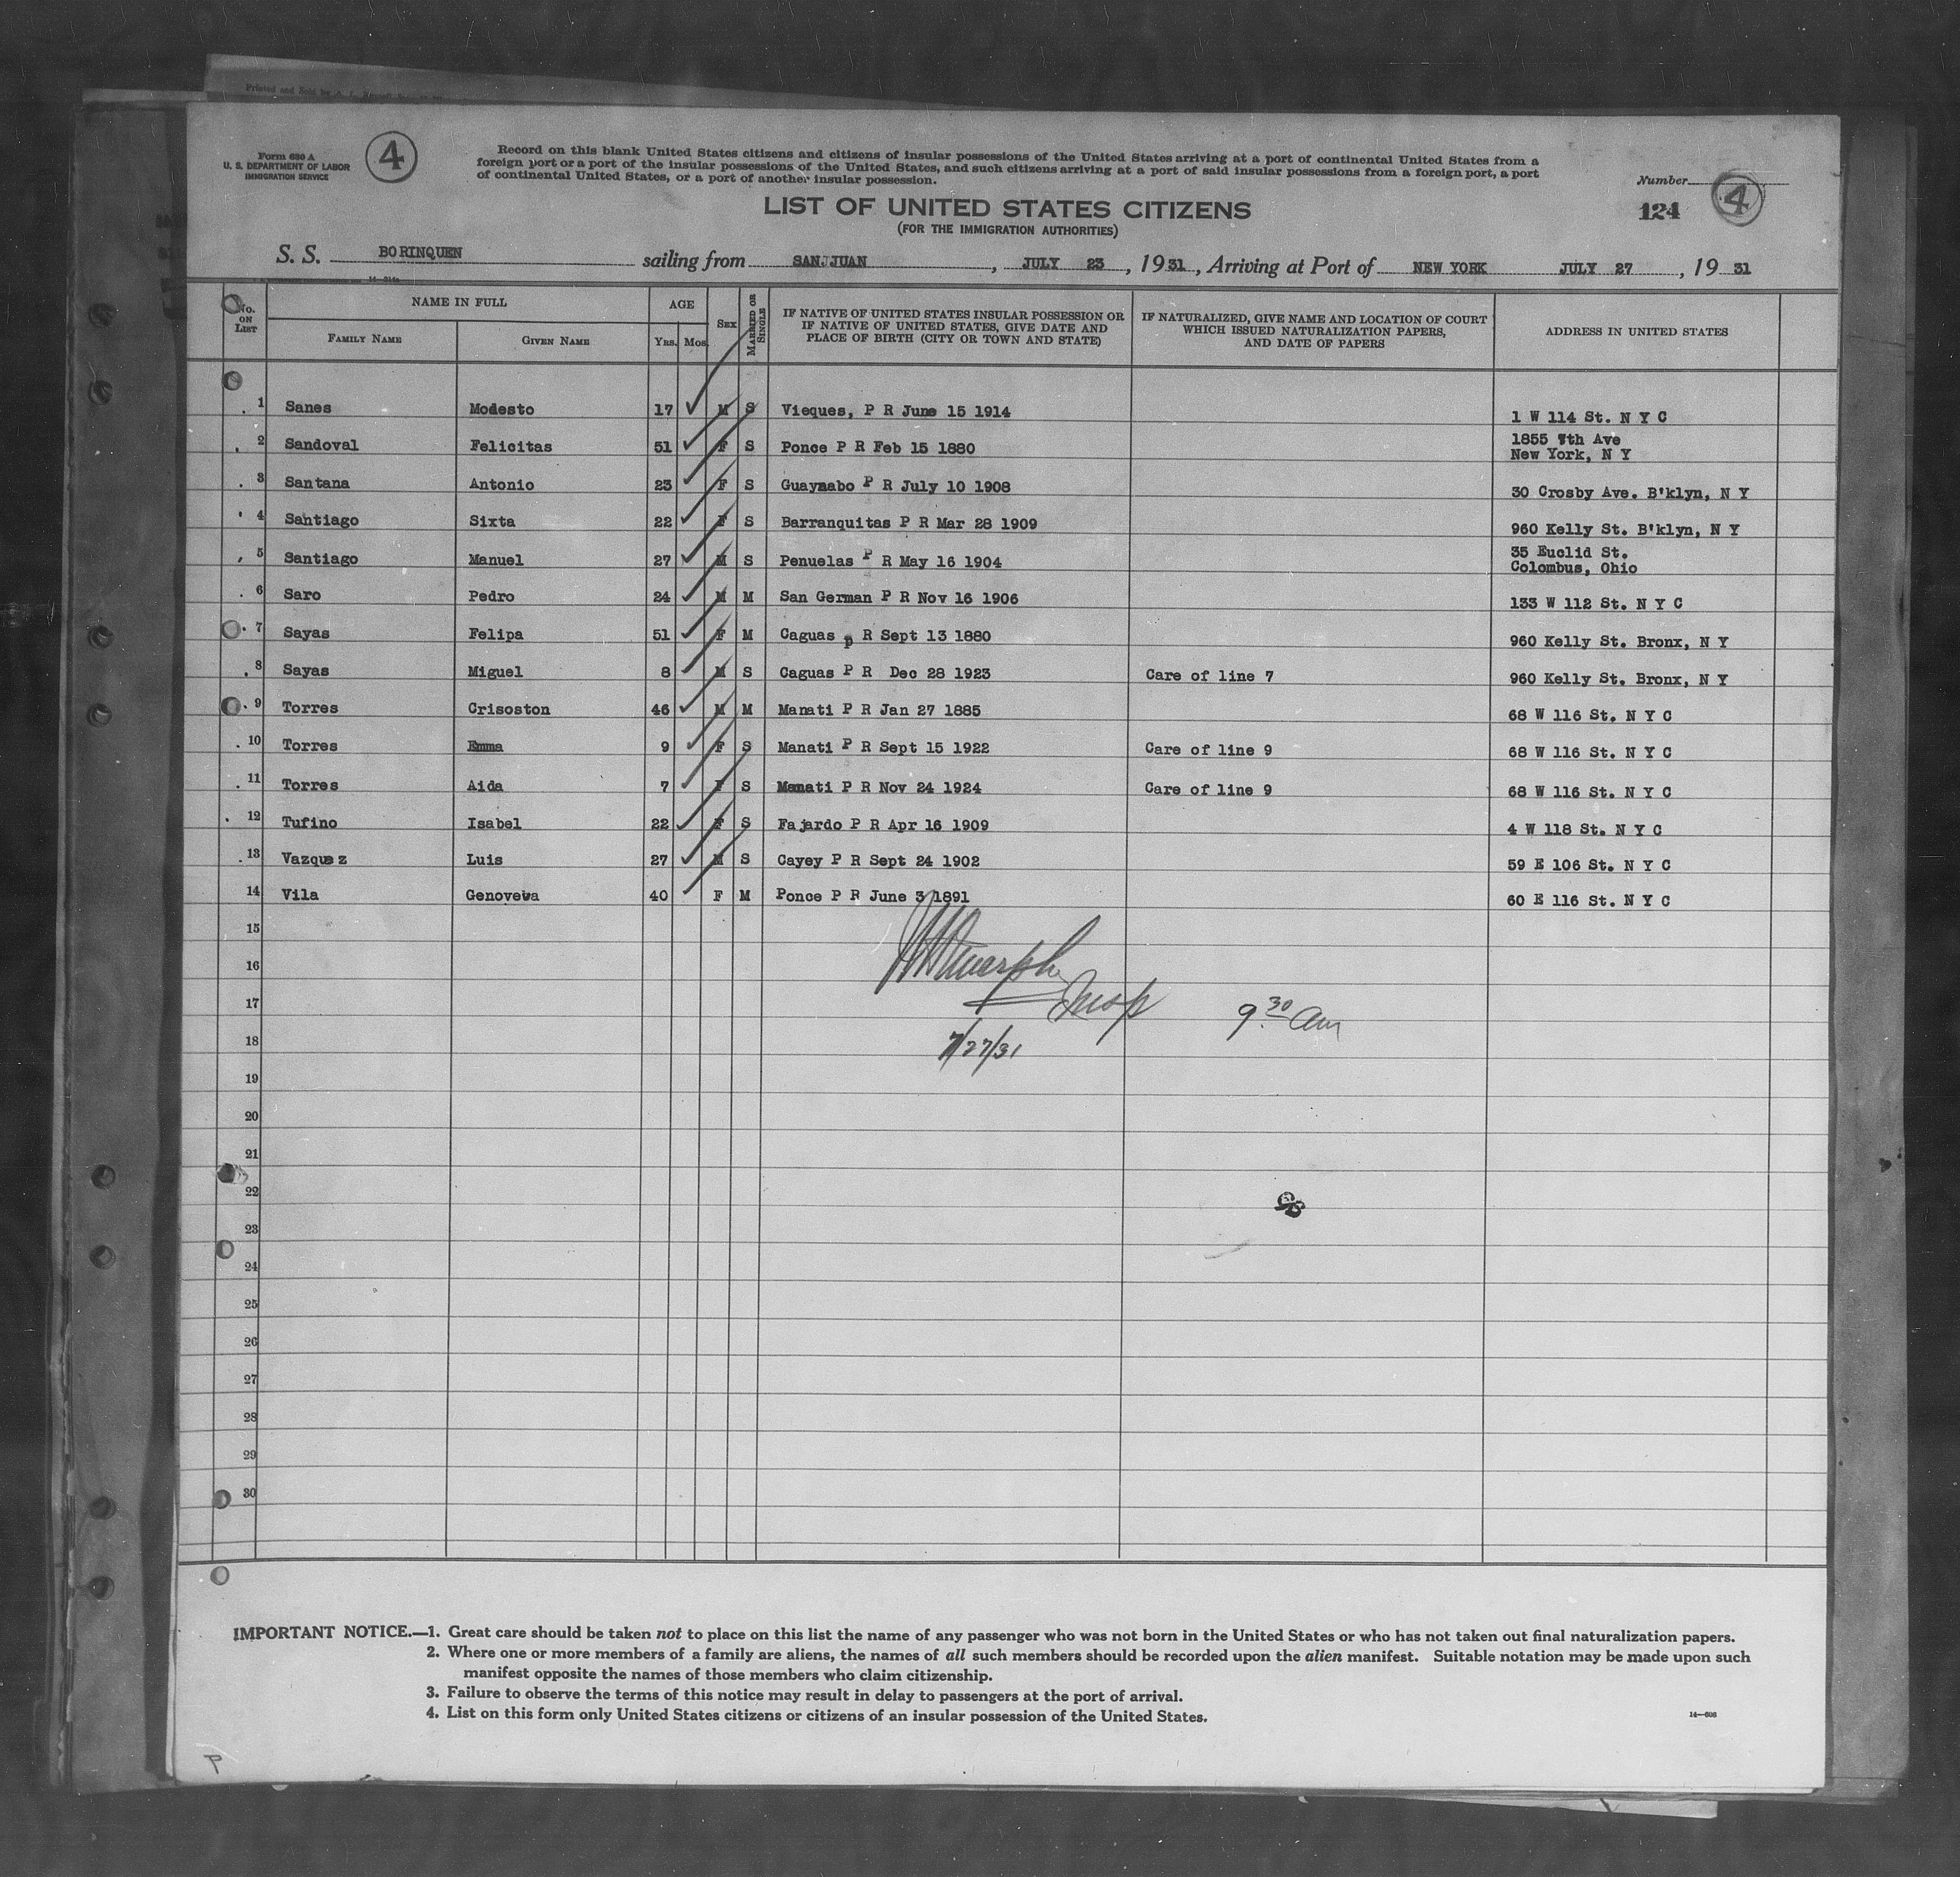 Form 630 A
U. S. DEPARTMENT OF LABOR
IMMIGRATION SERVICE
4
Record on this blank United States citizens and citizens of insular possessions of the United States arriving at a port of continental United States from a
foreign port or a port of the insular possessions of the United States, and such citizens arriving at a port of said insular possessions from a foreign port, a port
of continental United States, or a port of another insular possession.
Number
124
4
LIST OF UNITED STATES CITIZENS
(FOR THE IMMIGRATION AUTHORITIES)
S. S. BORINQUEN sailing from SAN JUAN, JULY 23, 1931, Arriving at Port of NEW YORK JULY 27, 1931
No. ON LIST NAME IN FULL AGE SEX MARRIED OR SINGLE IF NATIVE OF UNITED STATES INSULAR POSSESSION OR IF NATIVE OF UNITED STATES, GIVE DATE AND PLACE OF BIRTH (CITY OR TOWN AND STATE) IF NATURALIZED, GIVE NAME AND LOCATION OF COURT WHICH ISSUED NATURALIZATION PAPERS, AND DATE OF PAPERS ADDRESS IN UNITED STATES
FAMILY NAME GIVEN NAME YRS. MOS.
1 Sanes Modesto 17 M S Vieques, P R June 15 1914 1 W 114 St. N Y C
2 Sandoval Felicitas 51 F S Ponce P R Feb 15 1880 1855 7th Ave
New York, N Y
3 Santana Antonio 23 F S Guaynabo P R July 10 1908 30 Crosby Ave. B'klyn, N Y
4 Santiago Sixta 22 F S Barranquitas P R Mar 28 1909 960 Kelly St. B'klyn, N Y
5 Santiago Manuel 27 M S Penuelas P R May 16 1904 35 Euclid St.
Colombus, Ohio
6 Saro Pedro 24 M M San German P R Nov 16 1906 133 W 112 St. N Y C
7 Sayas Felipa 51 F M Caguas p R Sept 13 1880 960 Kelly St. Bronx, N Y
8 Sayas Miguel 8 M S Caguas P R Dec 28 1923 Care of line 7 960 Kelly St. Bronx, N Y
9 Torres Crisoston 46 M M Manati P R Jan 27 1885 68 W 116 St. N Y C
10 Torres Emma 9 F S Manati P R Sept 15 1922 Care of line 9 68 W 116 St. N Y C
11 Torres Aida 7 F S Manati P R Nov 24 1924 Care of line 9 68 W 116 St. N Y C
12 Tufino Isabel 22 F S Fajardo P R Apr 16 1909 4 W 118 St. N Y C
13 Vazquez Luis 27 M S Cayey P R Sept 24 1902 59 E 106 St. N Y C
14 Vila Genoveva 40 F M Ponce P R June 3 1891 60 E 116 St. N Y C
15
16
Insp
17
9 30 am
18
7/27/31
19
20
21
22
23
24
25
26
27
28
29
30
IMPORTANT NOTICE.—1. Great care should be taken not to place on this list the name of any passenger who was not born in the United States or who has not taken out final naturalization papers.
2. Where one or more members of a family are aliens, the names of all such members should be recorded upon the alien manifest. Suitable notation may be made upon such
manifest opposite the names of those members who claim citizenship.
3. Failure to observe the terms of this notice may result in delay to passengers at the port of arrival.
4. List on this form only United States citizens or citizens of an insular possession of the United States.
14—608